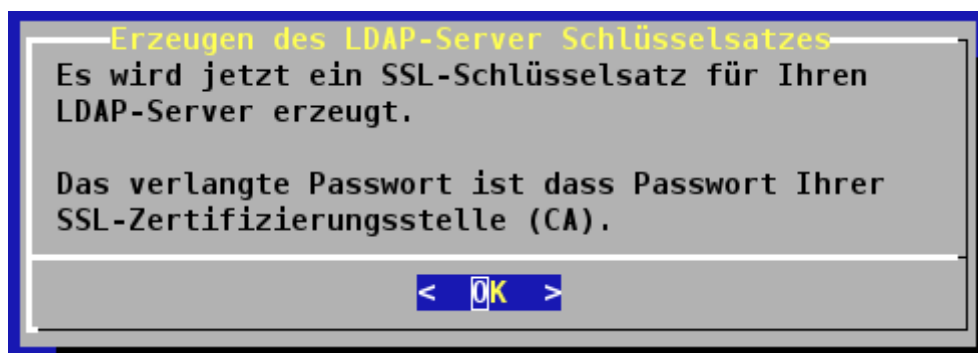 Erzeugen des LDAP-Server Schlüsselsatzes
Es wird jetzt ein SSL-Schlüsselsatz für Ihren
LDAP-Server erzeugt.
Das verlangte Passwort ist dass Passwort Ihrer
SSL-Zertifizierungsstelle (CA).
< OK >